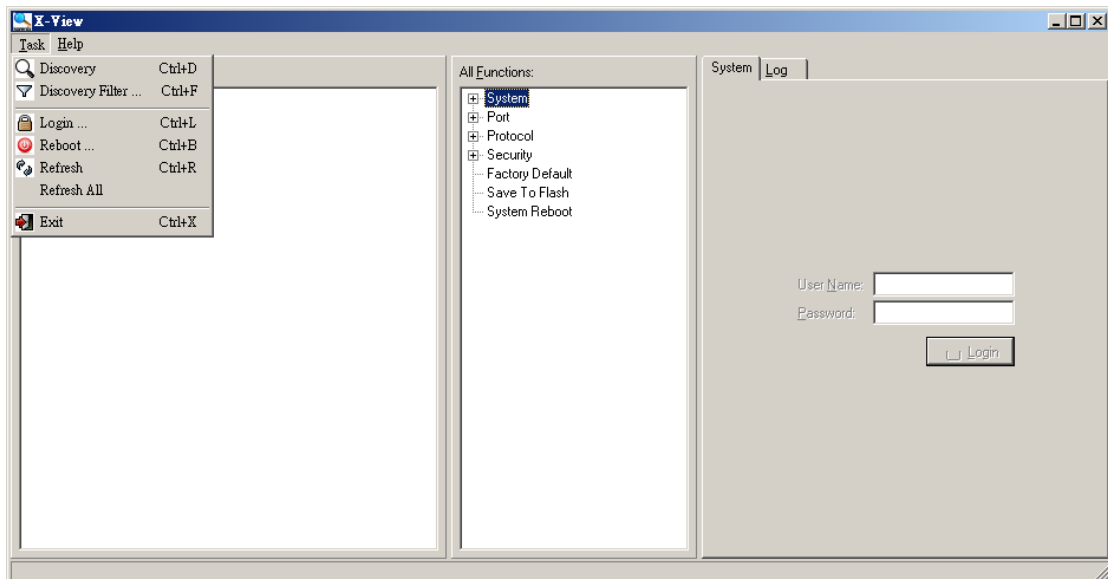 X-View
Task Help
Discovery Ctrl+D
Discovery Filter ... Ctrl+F
Login ... Ctrl+L
Reboot ... Ctrl+B
Refresh Ctrl+R
Refresh All
Exit Ctrl+X
All Functions:
System
Port
Protocol
Security
Factory Default
Save To Flash
System Reboot
System Log
User Name:
Password:
Login